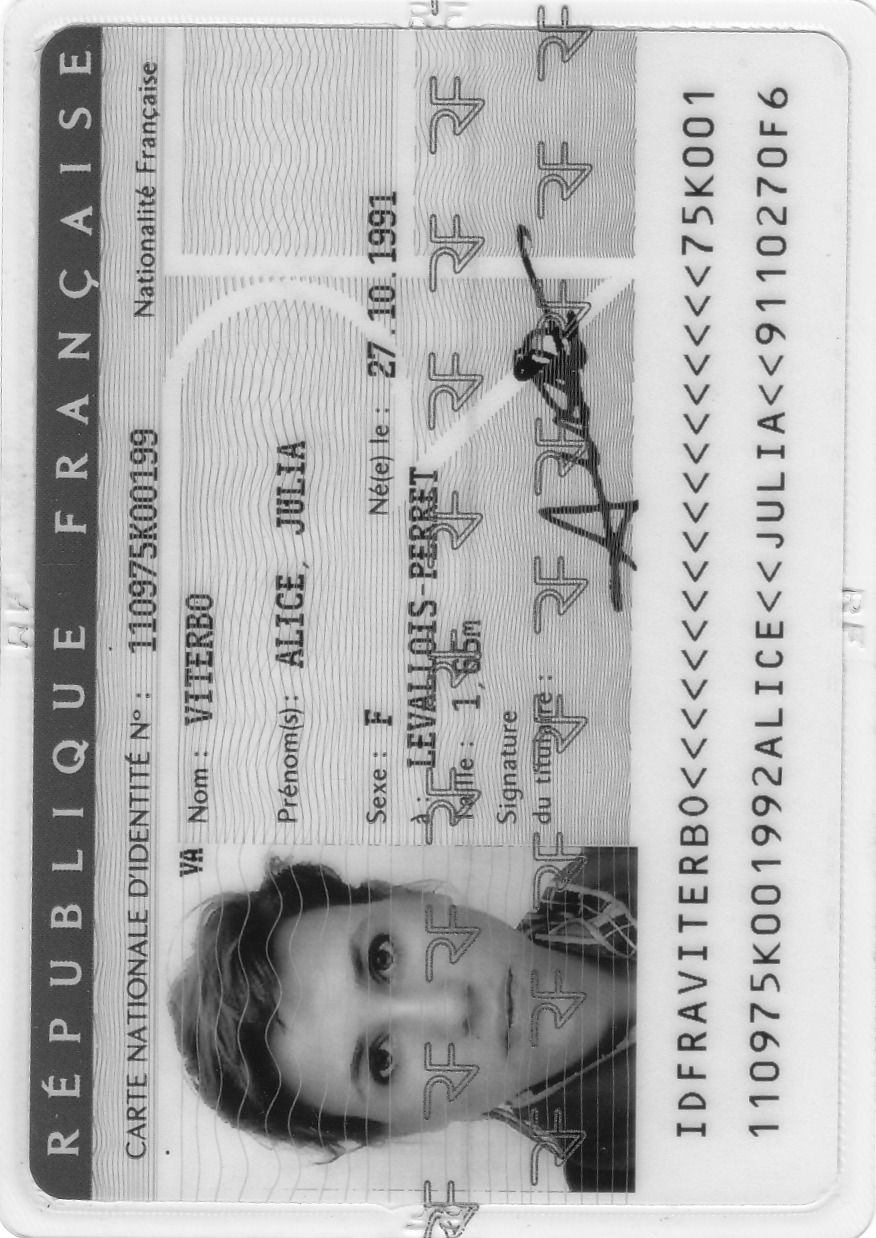 RÉPUBLIQUE FRANÇAISE
CARTE NATIONALE D'IDENTITÉ Nº : 110975K00199 Nationalité Française
VA
Nom : VITERBO
Prénom(s) : ALICE, JULIA
Sexe : F Né(e) le : 27.10.1991
à : LEVALLOIS-PERRET
Taille : 1,65m
Signature
du titulaire :
IDFRAVITERBO<<<<<<<<<<<<<<<<<<75K001
110975K001992ALICE<<JULIA<<9110270F6